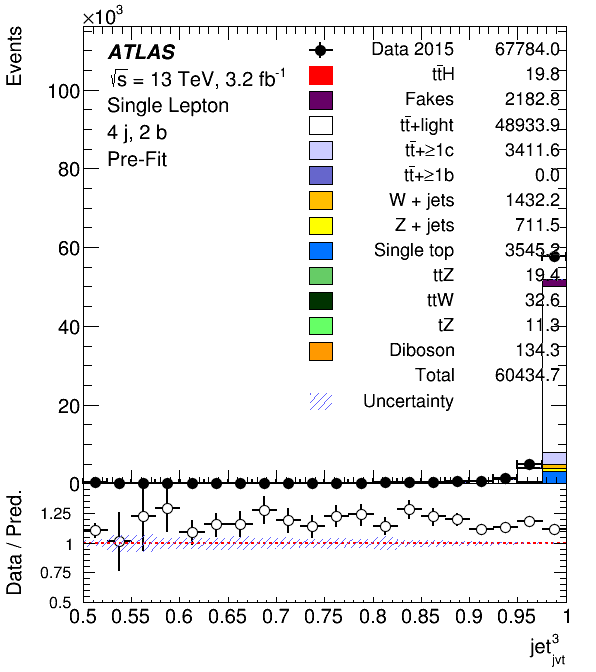 ×10³
Events
ATLAS
√s = 13 TeV, 3.2 fb⁻¹
Single Lepton
4 j, 2 b
Pre-Fit
Data 2015 67784.0
tt̄H 19.8
Fakes 2182.8
tt̄+light 48933.9
tt̄+≥1c 3411.6
tt̄+≥1b 0.0
W + jets 1432.2
Z + jets 711.5
Single top 3545.2
ttZ 19.4
ttW 32.6
tZ 11.3
Diboson 134.3
Total 60434.7
Uncertainty
100
80
60
40
20
0
Data / Pred.
1.25
1
0.75
0.5
0.5 0.55 0.6 0.65 0.7 0.75 0.8 0.85 0.9 0.95 1
jet³jvt